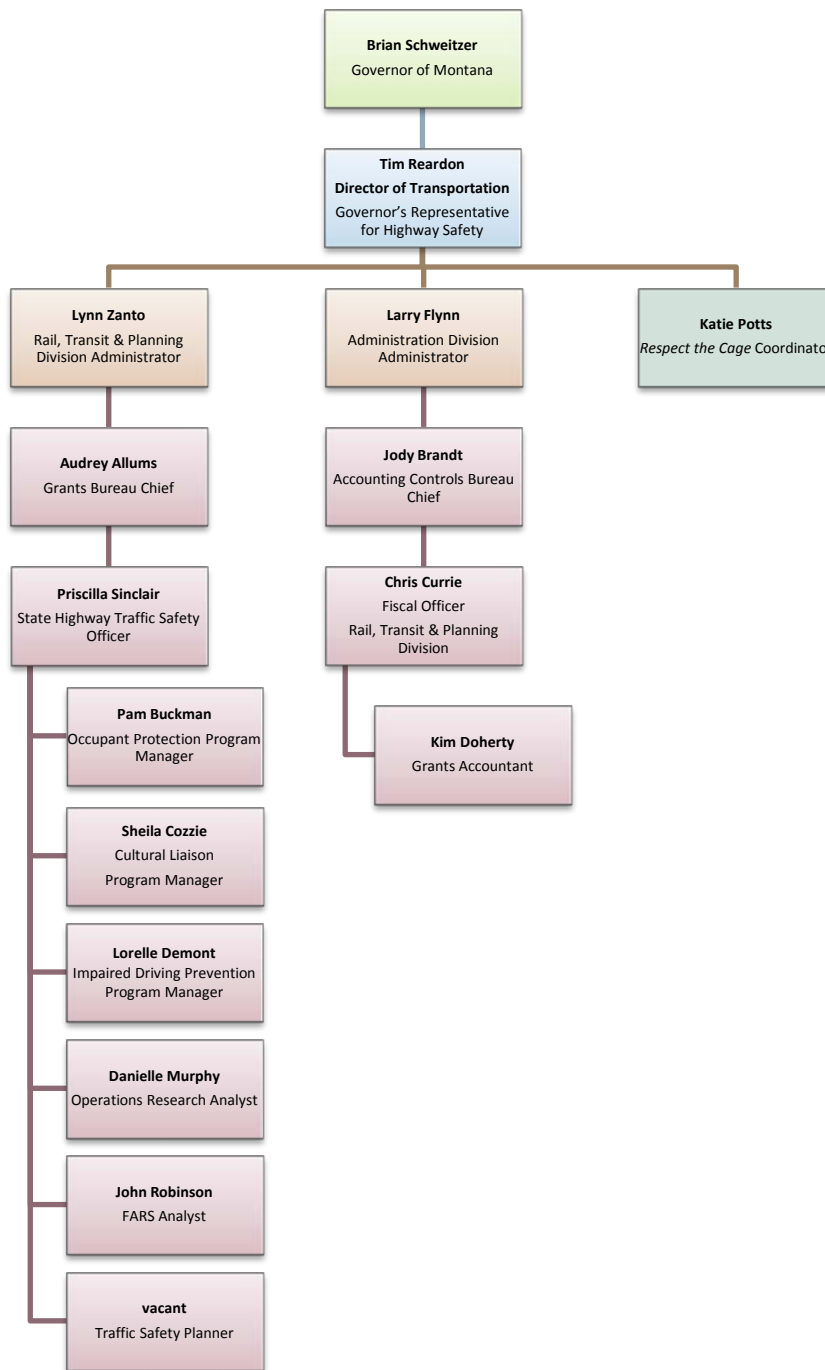 Brian Schweitzer
Governor of Montana
Tim Reardon
Director of Transportation
Governor's Representative
for Highway Safety
Lynn Zanto
Rail, Transit & Planning
Division Administrator
Larry Flynn
Administration Division
Administrator
Katie Potts
Respect the Cage Coordinato
Audrey Allums
Grants Bureau Chief
Jody Brandt
Accounting Controls Bureau
Chief
Priscilla Sinclair
State Highway Traffic Safety
Officer
Chris Currie
Fiscal Officer
Rail, Transit & Planning
Division
Pam Buckman
Occupant Protection Program
Manager
Kim Doherty
Grants Accountant
Sheila Cozzie
Cultural Liaison
Program Manager
Lorelle Demont
Impaired Driving Prevention
Program Manager
Danielle Murphy
Operations Research Analyst
John Robinson
FARS Analyst
vacant
Traffic Safety Planner